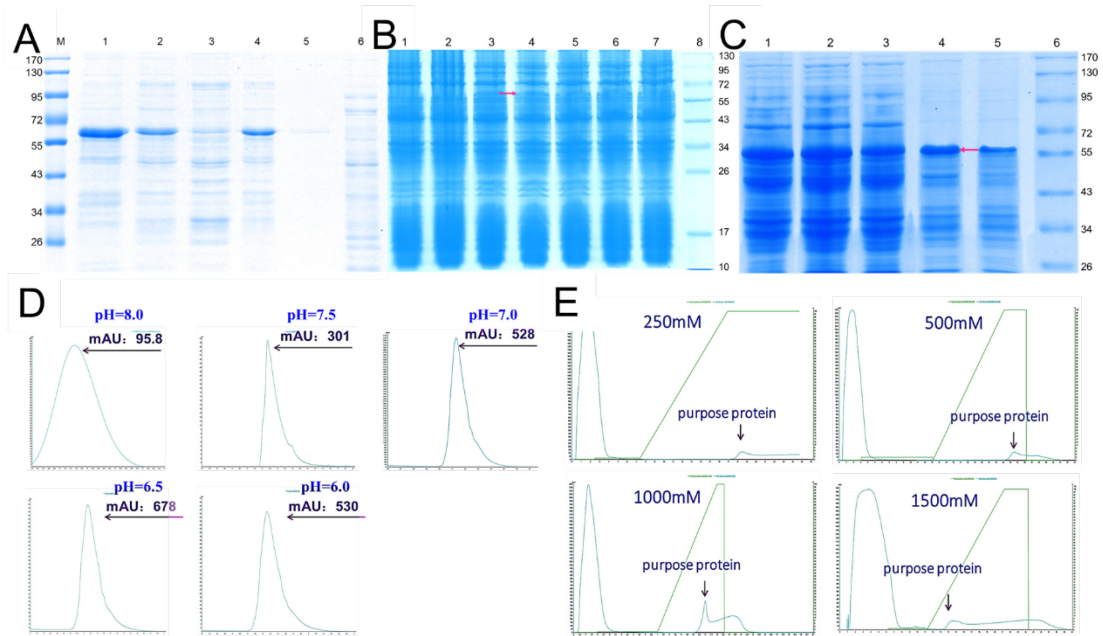 A
M 1 2 3 4 5 6
170
130
95
72
55
43
34
26
B
1 2 3 4 5 6 7 8
130
95
72
55
43
34
26
17
10
C
1 2 3 4 5 6
170
130
95
72
55
43
34
26
D
pH=8.0
mAU: 95.8
pH=7.5
mAU: 301
pH=7.0
mAU: 528
pH=6.5
mAU: 678
pH=6.0
mAU: 530
E
250mM
purpose protein
500mM
purpose protein
1000mM
purpose protein
1500mM
purpose protein